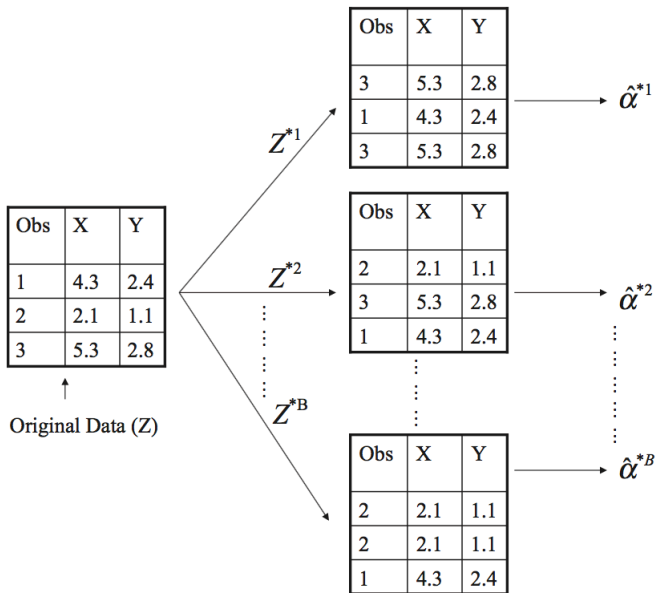 Obs X Y
3 5.3 2.8
1 4.3 2.4
3 5.3 2.8
α̂*1
Z*1
Obs X Y
1 4.3 2.4
2 2.1 1.1
3 5.3 2.8
Original Data (Z)
Z*2
Obs X Y
2 2.1 1.1
3 5.3 2.8
1 4.3 2.4
α̂*2
Z*B
Obs X Y
2 2.1 1.1
2 2.1 1.1
1 4.3 2.4
α̂*B